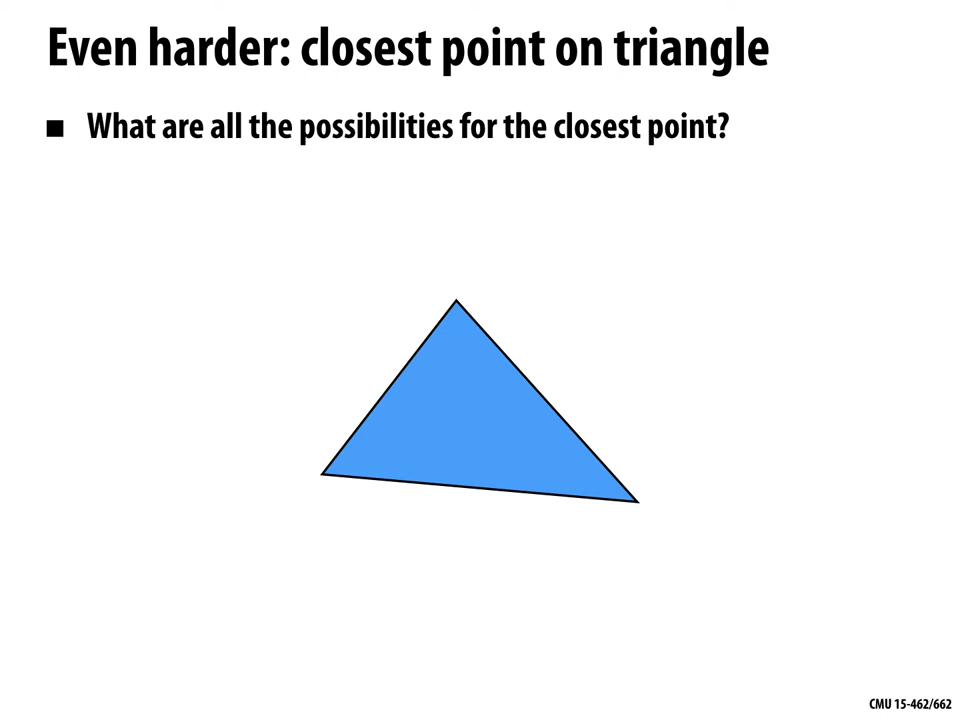 Even harder: closest point on triangle
■ What are all the possibilities for the closest point?
CMU 15-462/662